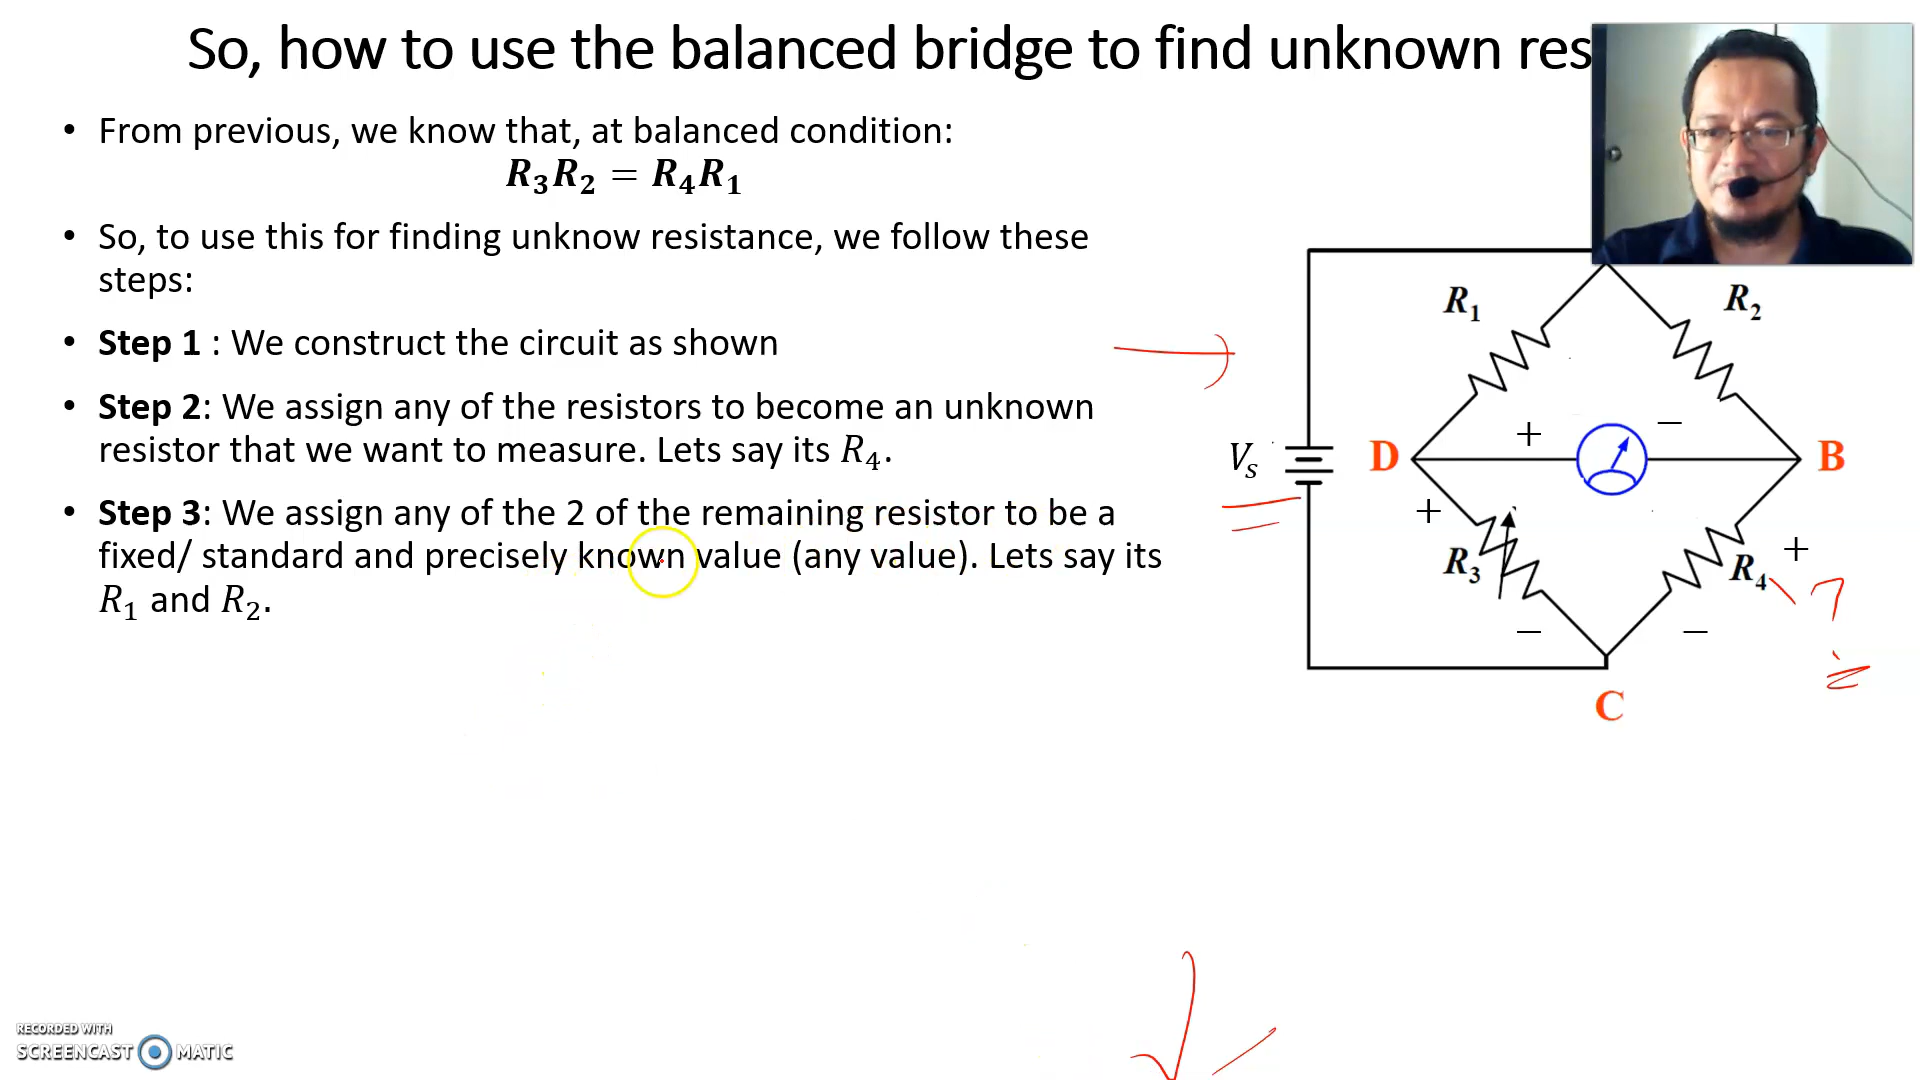 So, how to use the balanced bridge to find unknown res
• From previous, we know that, at balanced condition:
R₃R₂ = R₄R₁
• So, to use this for finding unknow resistance, we follow these
steps:
• Step 1 : We construct the circuit as shown
• Step 2: We assign any of the resistors to become an unknown
resistor that we want to measure. Lets say its R₄.
• Step 3: We assign any of the 2 of the remaining resistor to be a
fixed/ standard and precisely known value (any value). Lets say its
R₁ and R₂.
R₁
R₂
+
−
Vₛ
D
B
+
R₃
R₄
+
?
−
−
C
RECORDED WITH
SCREENCAST MATIC